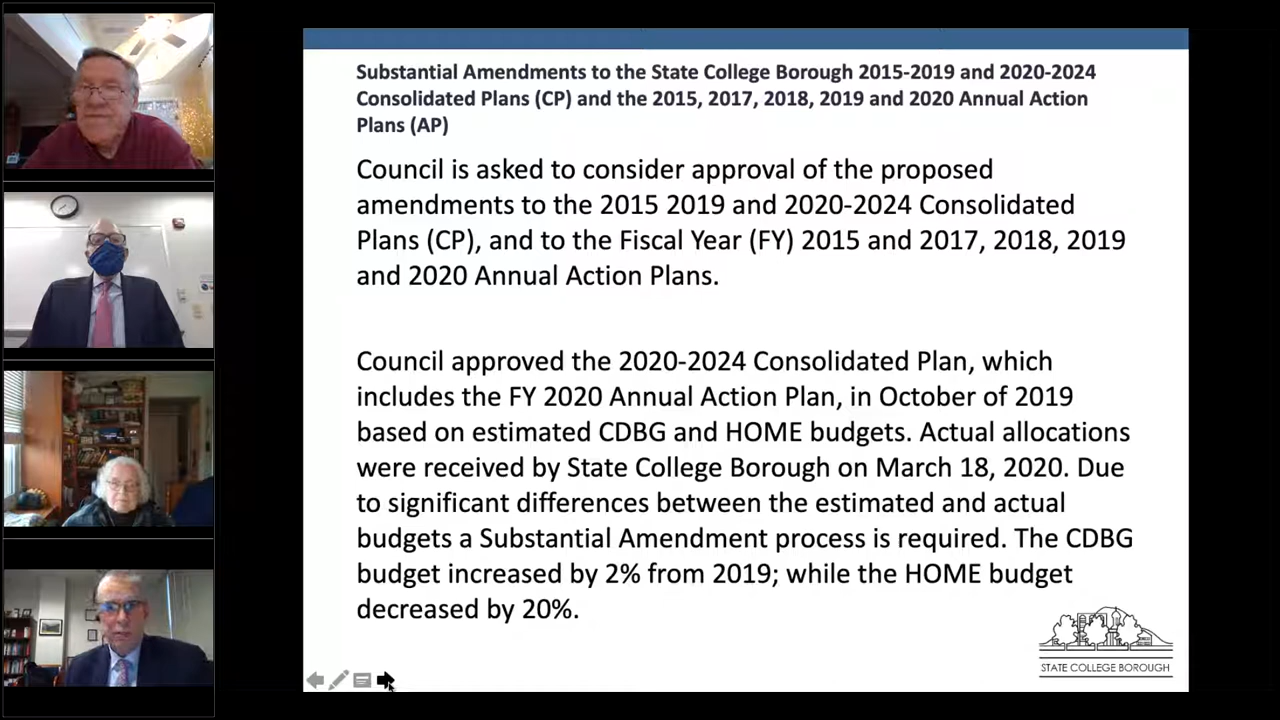 Substantial Amendments to the State College Borough 2015-2019 and 2020-2024
Consolidated Plans (CP) and the 2015, 2017, 2018, 2019 and 2020 Annual Action
Plans (AP)
Council is asked to consider approval of the proposed
amendments to the 2015 2019 and 2020-2024 Consolidated
Plans (CP), and to the Fiscal Year (FY) 2015 and 2017, 2018, 2019
and 2020 Annual Action Plans.
Council approved the 2020-2024 Consolidated Plan, which
includes the FY 2020 Annual Action Plan, in October of 2019
based on estimated CDBG and HOME budgets. Actual allocations
were received by State College Borough on March 18, 2020. Due
to significant differences between the estimated and actual
budgets a Substantial Amendment process is required. The CDBG
budget increased by 2% from 2019; while the HOME budget
decreased by 20%.
STATE COLLEGE BOROUGH